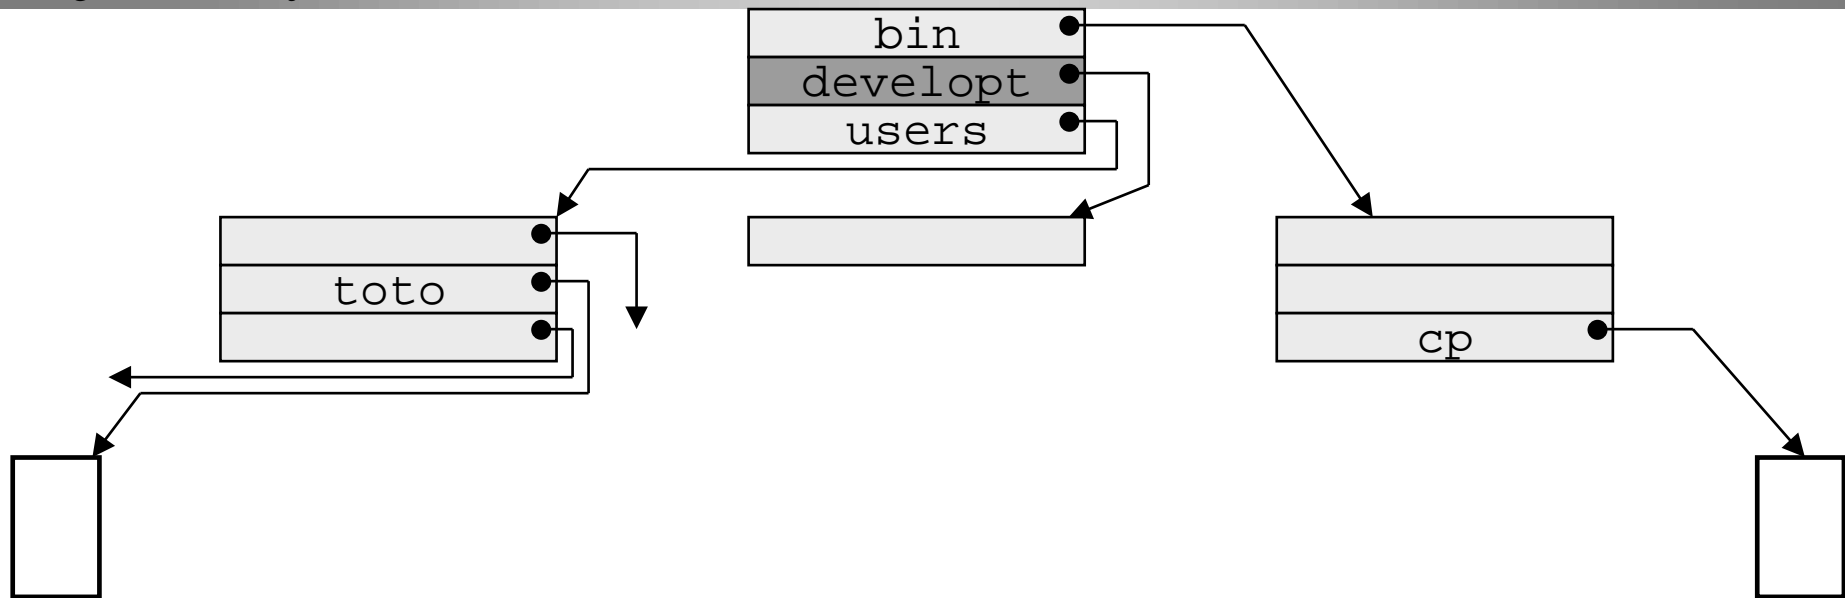 bin
developt
users
toto
cp